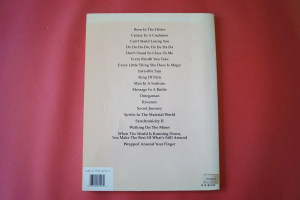 Born In The Fifties
Canary In A Coalmine
Can't Stand Losing You
De Do Do Do, De Da Da Da
Don't Stand So Close To Me
Every Breath You Take
Every Little Thing She Does Is Magic
Invisible Sun
King Of Pain
Man In A Suitcase
Message In A Bottle
Omegaman
Roxanne
Secret Journey
Spirits In The Material World
Synchronicity II
Walking On The Moon
When The World Is Running Down,
You Make The Best Of What's Still Around
Wrapped Around Your Finger